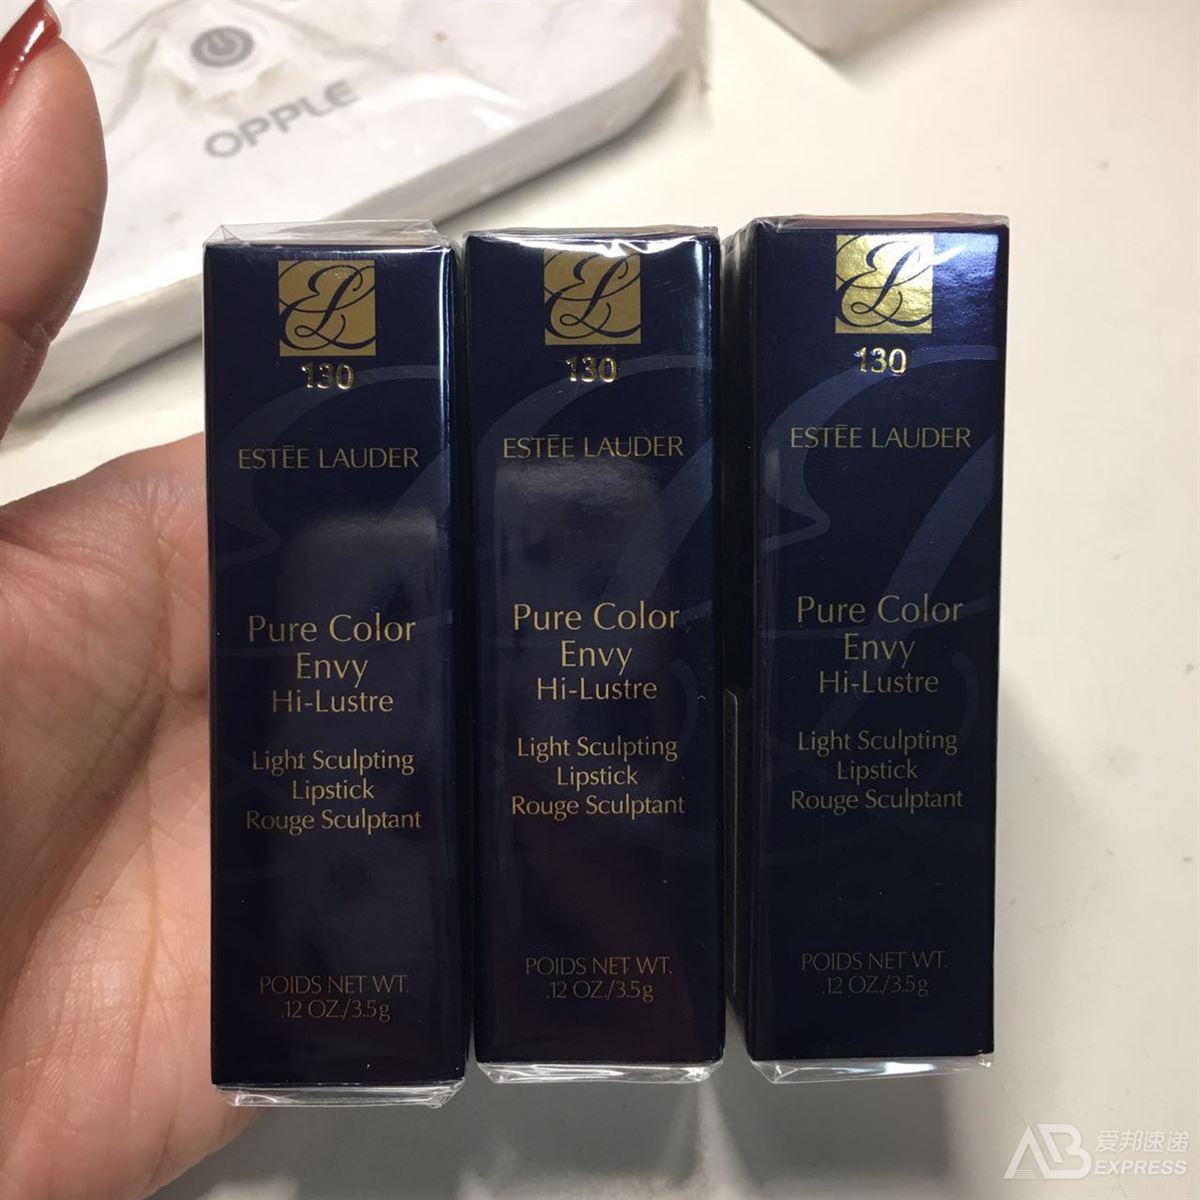 OPPLE
130
ESTĒE LAUDER
Pure Color
Envy
Hi-Lustre
Light Sculpting
Lipstick
Rouge Sculptant
POIDS NET WT.
.12 OZ./3.5g
130
ESTĒE LAUDER
Pure Color
Envy
Hi-Lustre
Light Sculpting
Lipstick
Rouge Sculptant
POIDS NET WT.
.12 OZ./3.5g
130
ESTĒE LAUDER
Pure Color
Envy
Hi-Lustre
Light Sculpting
Lipstick
Rouge Sculptant
POIDS NET WT.
.12 OZ./3.5g
AB 爱邦速递
EXPRESS